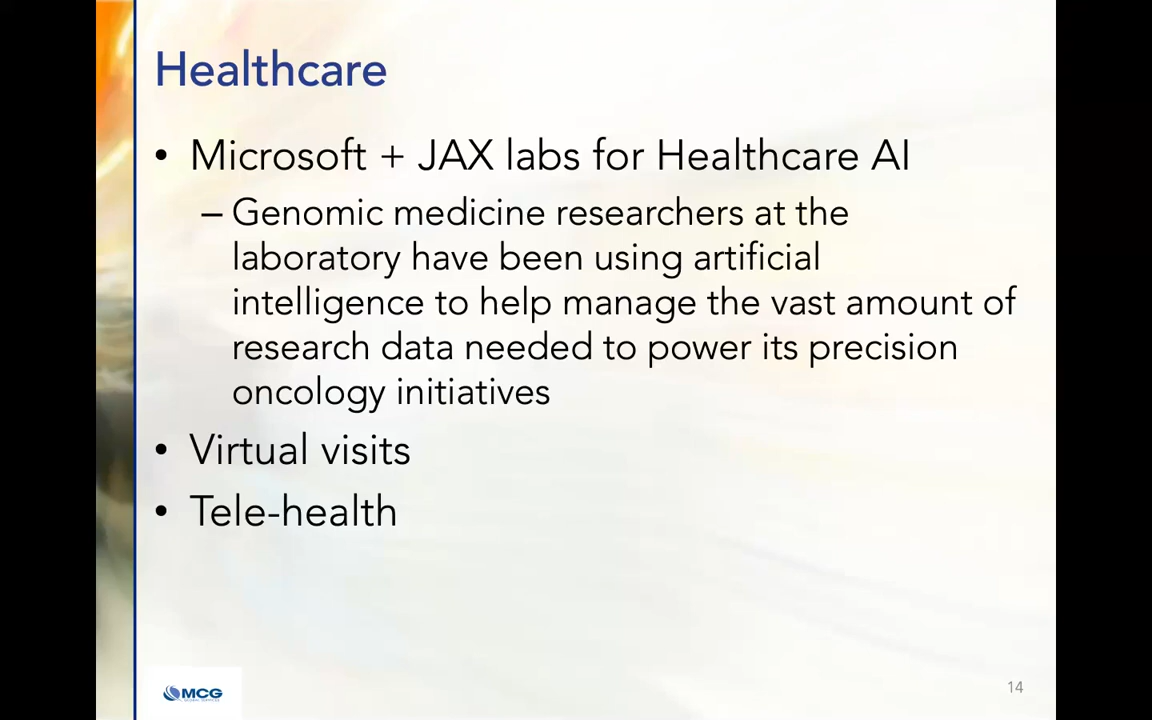 Healthcare
• Microsoft + JAX labs for Healthcare AI
– Genomic medicine researchers at the
laboratory have been using artificial
intelligence to help manage the vast amount of
research data needed to power its precision
oncology initiatives
• Virtual visits
• Tele-health
MCG
14